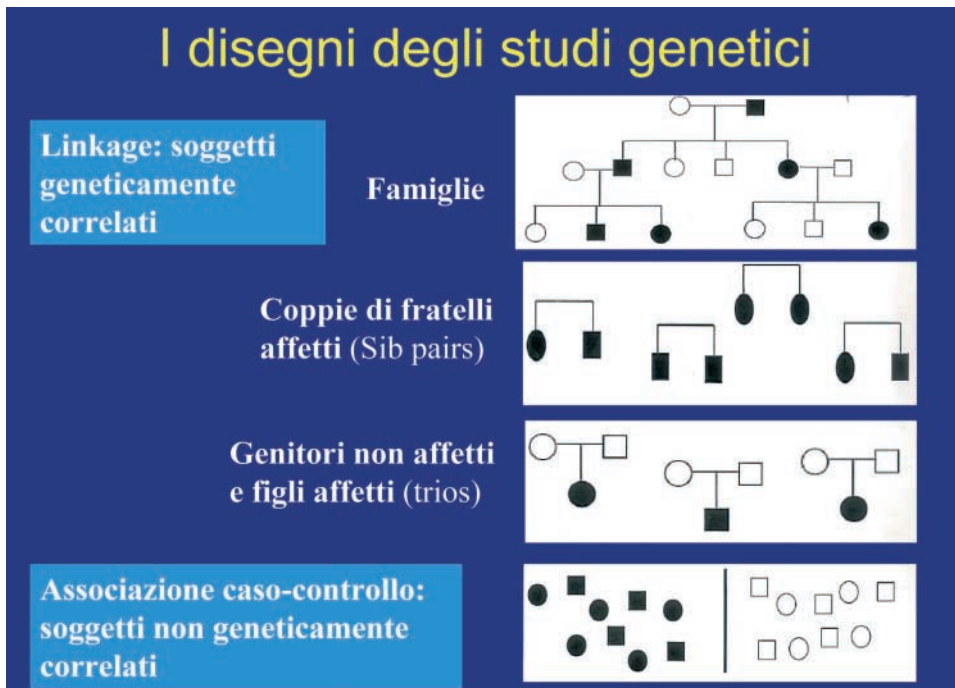 I disegni degli studi genetici
Linkage: soggetti
geneticamente
correlati
Famiglie
Coppie di fratelli
affetti (Sib pairs)
Genitori non affetti
e figli affetti (trios)
Associazione caso-controllo:
soggetti non geneticamente
correlati